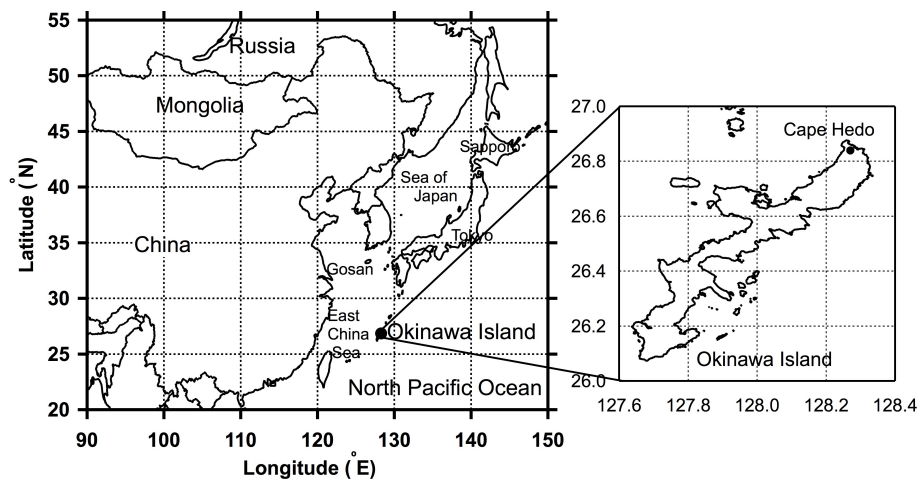 55
50
45
40
35
30
25
20
Latitude (°N)
90
100
110
120
130
140
150
Longitude (°E)
Russia
Mongolia
Sapporo
Sea of
Japan
Tokyo
China
Gosan
East
China
Sea
Okinawa Island
North Pacific Ocean
27.0
26.8
26.6
26.4
26.2
26.0
127.6
127.8
128.0
128.2
128.4
Cape Hedo
Okinawa Island